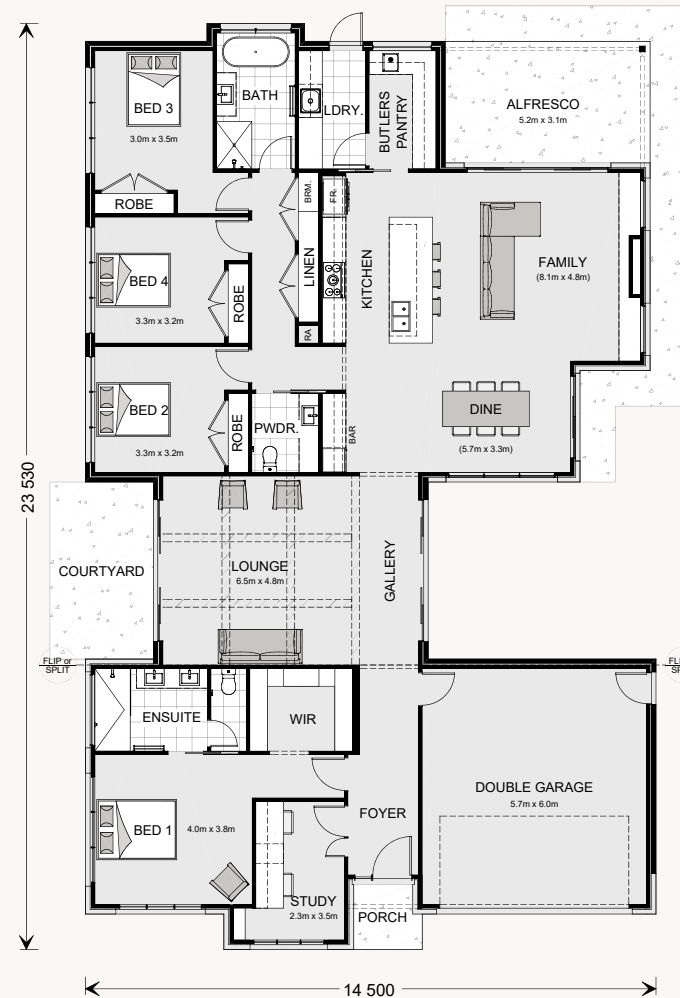 BED 3
3.0m x 3.5m
ROBE
BATH
LDRY.
BUTLERS
PANTRY
ALFRESCO
5.2m x 3.1m
BED 4
3.3m x 3.2m
ROBE
BRM.
LINEN
RA
FR.
KITCHEN
FAMILY
(8.1m x 4.8m)
BED 2
3.3m x 3.2m
ROBE
PWDR.
BAR
DINE
(5.7m x 3.3m)
23 530
COURTYARD
LOUNGE
6.5m x 4.8m
GALLERY
FLIP or
SPLIT
ENSUITE
WIR
BED 1
4.0m x 3.8m
FOYER
DOUBLE GARAGE
5.7m x 6.0m
STUDY
2.3m x 3.5m
PORCH
14 500